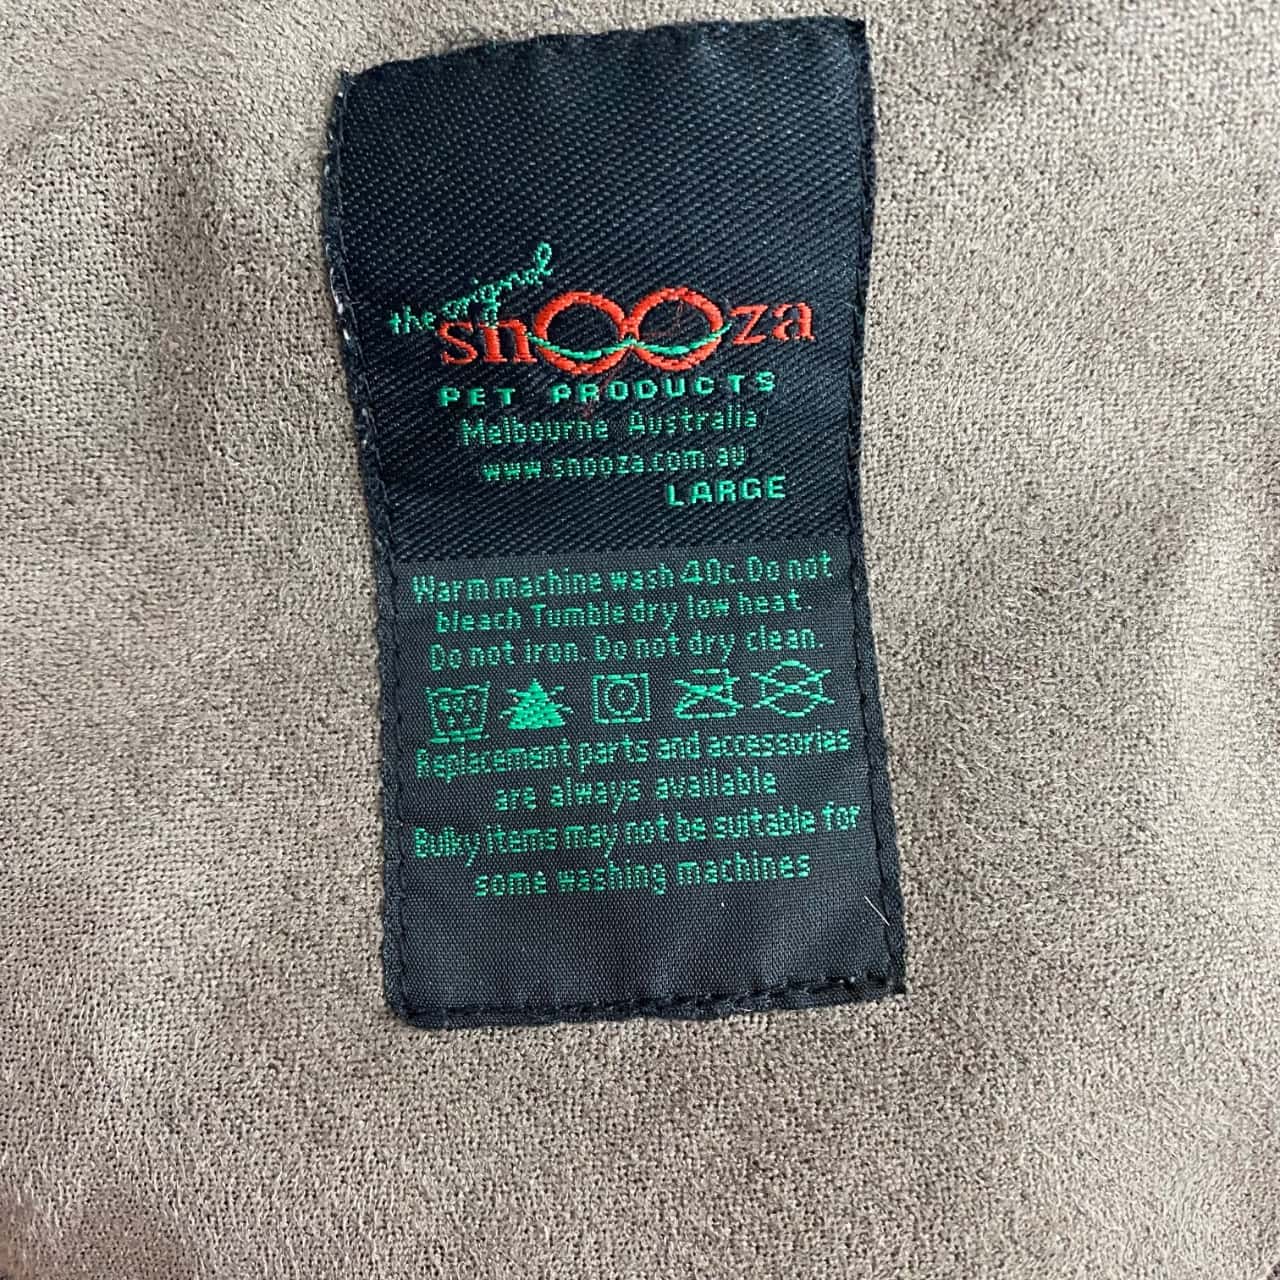 the original
snooza
PET PRODUCTS
Melbourne Australia
www.snooza.com.au
LARGE
Warm machine wash 40c. Do not
bleach Tumble dry low heat.
Do not iron. Do not dry clean.
Replacement parts and accessories
are always available
Bulky items may not be suitable for
some washing machines